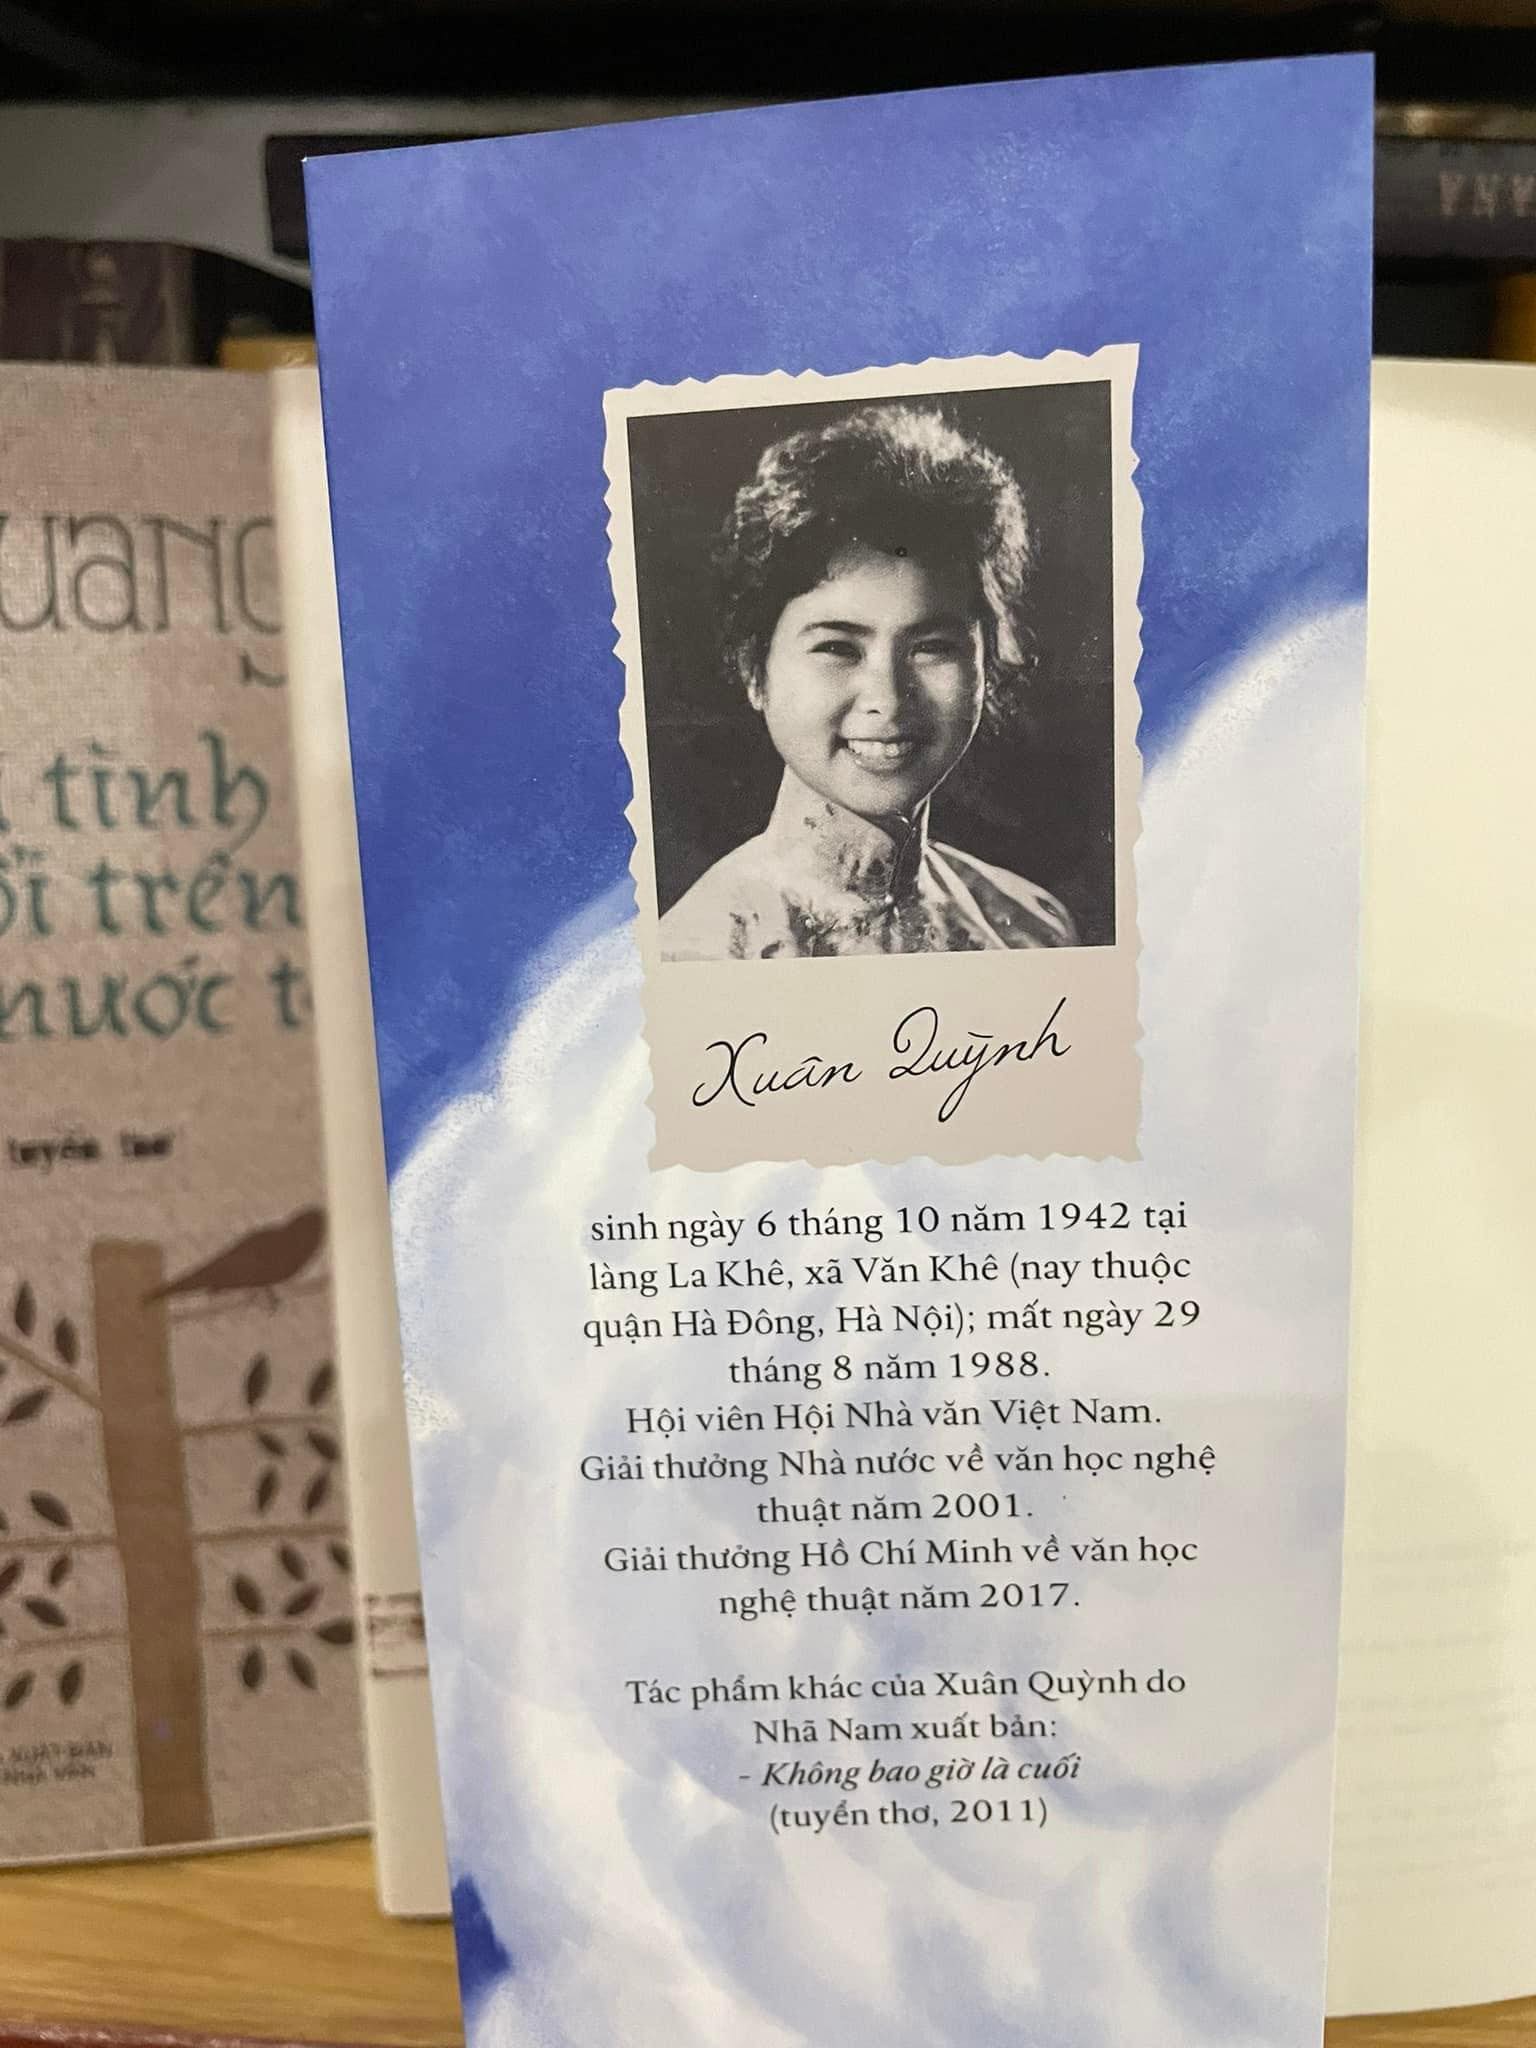 tình
trên
nước
tuyển thơ
Xuân Quỳnh
sinh ngày 6 tháng 10 năm 1942 tại
làng La Khê, xã Văn Khê (nay thuộc
quận Hà Đông, Hà Nội); mất ngày 29
tháng 8 năm 1988.
Hội viên Hội Nhà văn Việt Nam.
Giải thưởng Nhà nước về văn học nghệ
thuật năm 2001.
Giải thưởng Hồ Chí Minh về văn học
nghệ thuật năm 2017.
Tác phẩm khác của Xuân Quỳnh do
Nhã Nam xuất bản:
- Không bao giờ là cuối
(tuyển thơ, 2011)